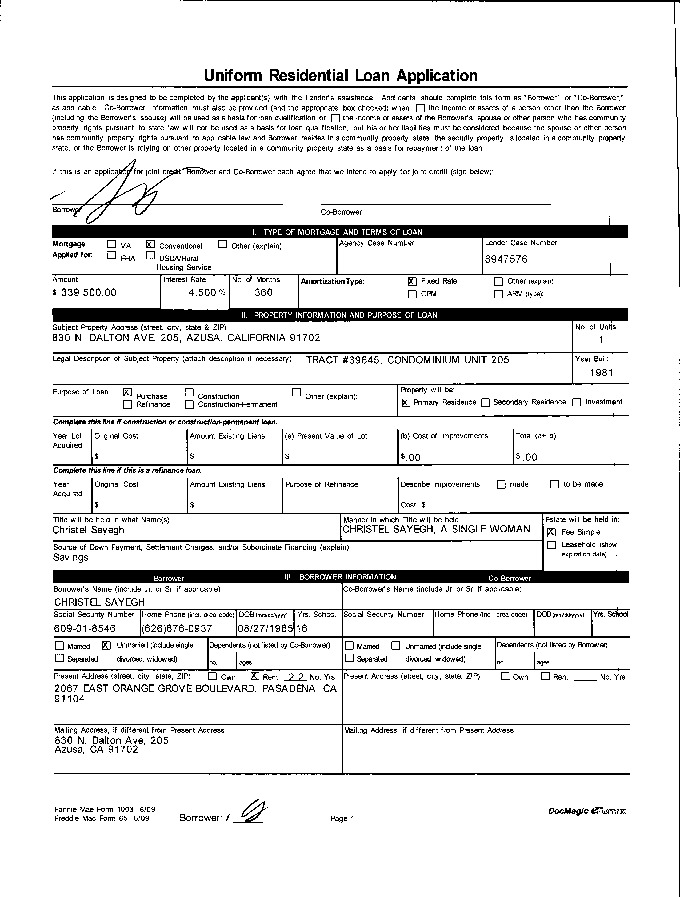 Uniform Residential Loan Application
This application is designed to be completed by the applicant(s) with the Lender's assistance. Applicants should complete this form as "Borrower" or "Co-Borrower,"
as applicable. Co-Borrower information must also be provided (and the appropriate box checked) when ☐ the income or assets of a person other than the Borrower
(including the Borrower's spouse) will be used as a basis for loan qualification or ☐ the income or assets of the Borrower's spouse or other person who has community
property rights pursuant to state law will not be used as a basis for loan qualification, but his or her liabilities must be considered because the spouse or other person
has community property rights pursuant to applicable law and Borrower resides in a community property state, the security property is located in a community property
state, or the Borrower is relying on other property located in a community property state as a basis for repayment of the loan.
If this is an application for joint credit, Borrower and Co-Borrower each agree that we intend to apply for joint credit (sign below):
Borrower Co-Borrower
I. TYPE OF MORTGAGE AND TERMS OF LOAN
Mortgage Applied for: ☐ VA ☒ Conventional ☐ Other (explain): Agency Case Number Lender Case Number
☐ FHA ☐ USDA/Rural Housing Service 8947576
Amount Interest Rate No. of Months Amortization Type: ☒ Fixed Rate ☐ Other (explain):
$ 339,500.00 4.500 % 360 ☐ GPM ☐ ARM (type):
II. PROPERTY INFORMATION AND PURPOSE OF LOAN
Subject Property Address (street, city, state & ZIP) No. of Units
830 N. DALTON AVE 205, AZUSA, CALIFORNIA 91702 1
Legal Description of Subject Property (attach description if necessary) TRACT #39645, CONDOMINIUM UNIT 205 Year Built
1981
Purpose of Loan ☒ Purchase ☐ Construction ☐ Other (explain): Property will be:
☐ Refinance ☐ Construction-Permanent ☒ Primary Residence ☐ Secondary Residence ☐ Investment
Complete this line if construction or construction-permanent loan.
Year Lot Acquired Original Cost Amount Existing Liens (a) Present Value of Lot (b) Cost of Improvements Total (a + b)
$ $ $ $ .00 $ .00
Complete this line if this is a refinance loan.
Year Acquired Original Cost Amount Existing Liens Purpose of Refinance Describe Improvements ☐ made ☐ to be made
$ $ Cost: $
Title will be held in what Name(s) Manner in which Title will be held Estate will be held in:
Christel Sayegh CHRISTEL SAYEGH, A SINGLE WOMAN ☒ Fee Simple
Source of Down Payment, Settlement Charges, and/or Subordinate Financing (explain) ☐ Leasehold (show expiration date)
Savings
Borrower III. BORROWER INFORMATION Co-Borrower
Borrower's Name (include Jr. or Sr. if applicable) Co-Borrower's Name (include Jr. or Sr. if applicable)
CHRISTEL SAYEGH
Social Security Number Home Phone (incl. area code) DOB (mm/dd/yyyy) Yrs. School Social Security Number Home Phone (incl. area code) DOB (mm/dd/yyyy) Yrs. School
609-01-8546 (626)676-0937 08/27/1985 16
☐ Married ☒ Unmarried (include single, Dependents (not listed by Co-Borrower) ☐ Married ☐ Unmarried (include single, Dependents (not listed by Borrower)
☐ Separated divorced, widowed) no. ages ☐ Separated divorced, widowed) no. ages
Present Address (street, city, state, ZIP) ☐ Own ☒ Rent 2.2 No. Yrs. Present Address (street, city, state, ZIP) ☐ Own ☐ Rent No. Yrs.
2067 EAST ORANGE GROVE BOULEVARD, PASADENA, CA
91104
Mailing Address, if different from Present Address Mailing Address, if different from Present Address
830 N. Dalton Ave, 205
Azusa, CA 91702
Fannie Mae Form 1003 6/09
Freddie Mac Form 65 6/09 Borrower: / Page 1 DocMagic